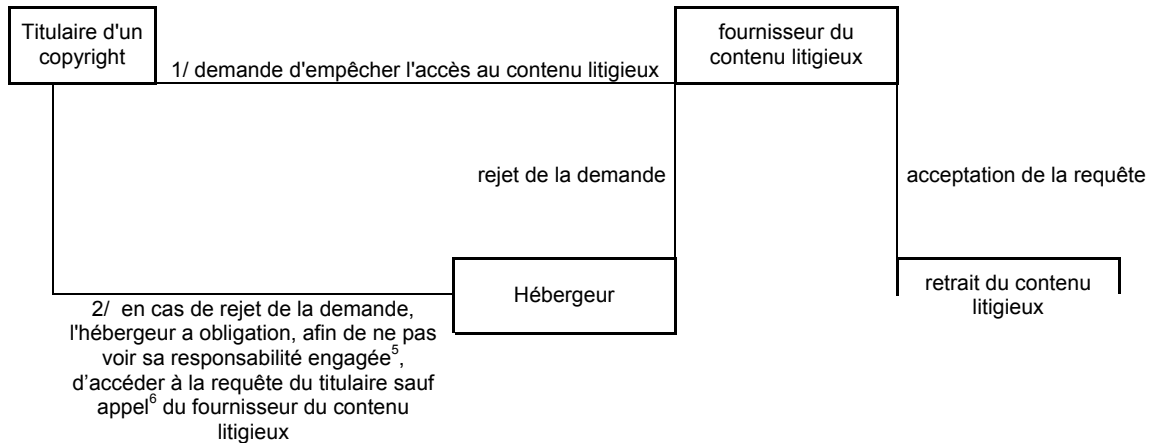 Titulaire d'un
copyright
fournisseur du
contenu litigieux
1/ demande d'empêcher l'accès au contenu litigieux
rejet de la demande
acceptation de la requête
Hébergeur
retrait du contenu
litigieux
2/ en cas de rejet de la demande,
l'hébergeur a obligation, afin de ne pas
voir sa responsabilité engagée⁵,
d’accéder à la requête du titulaire sauf
appel⁶ du fournisseur du contenu
litigieux